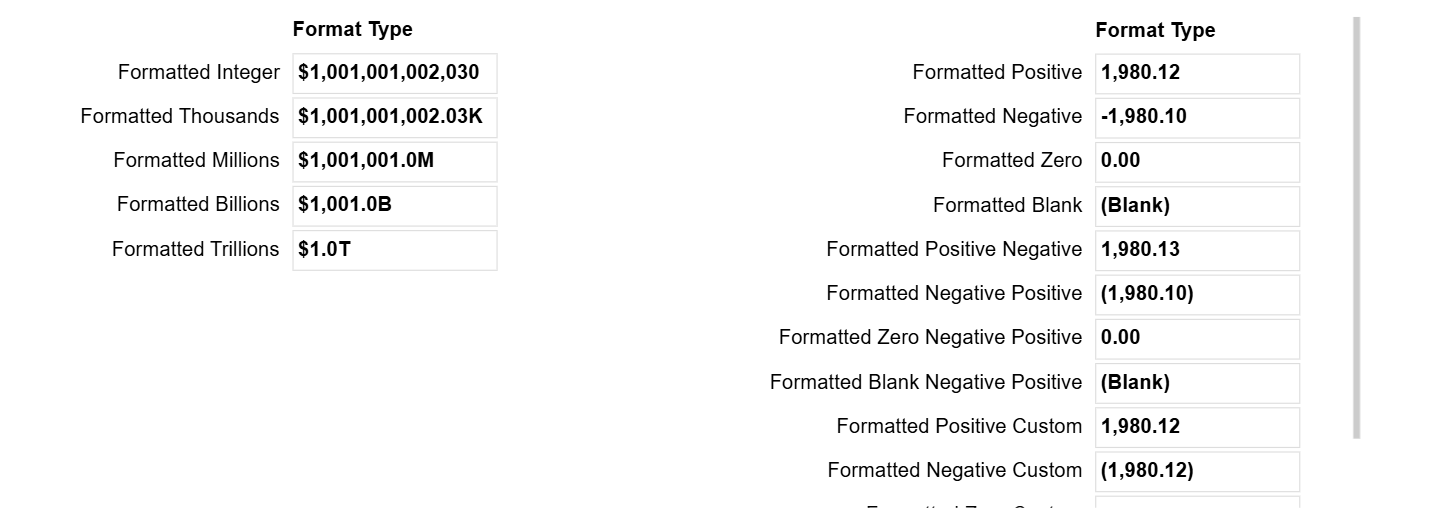 Format Type
Formatted Integer $1,001,001,002,030
Formatted Thousands $1,001,001,002.03K
Formatted Millions $1,001,001.0M
Formatted Billions $1,001.0B
Formatted Trillions $1.0T
Format Type
Formatted Positive 1,980.12
Formatted Negative -1,980.10
Formatted Zero 0.00
Formatted Blank (Blank)
Formatted Positive Negative 1,980.13
Formatted Negative Positive (1,980.10)
Formatted Zero Negative Positive 0.00
Formatted Blank Negative Positive (Blank)
Formatted Positive Custom 1,980.12
Formatted Negative Custom (1,980.12)